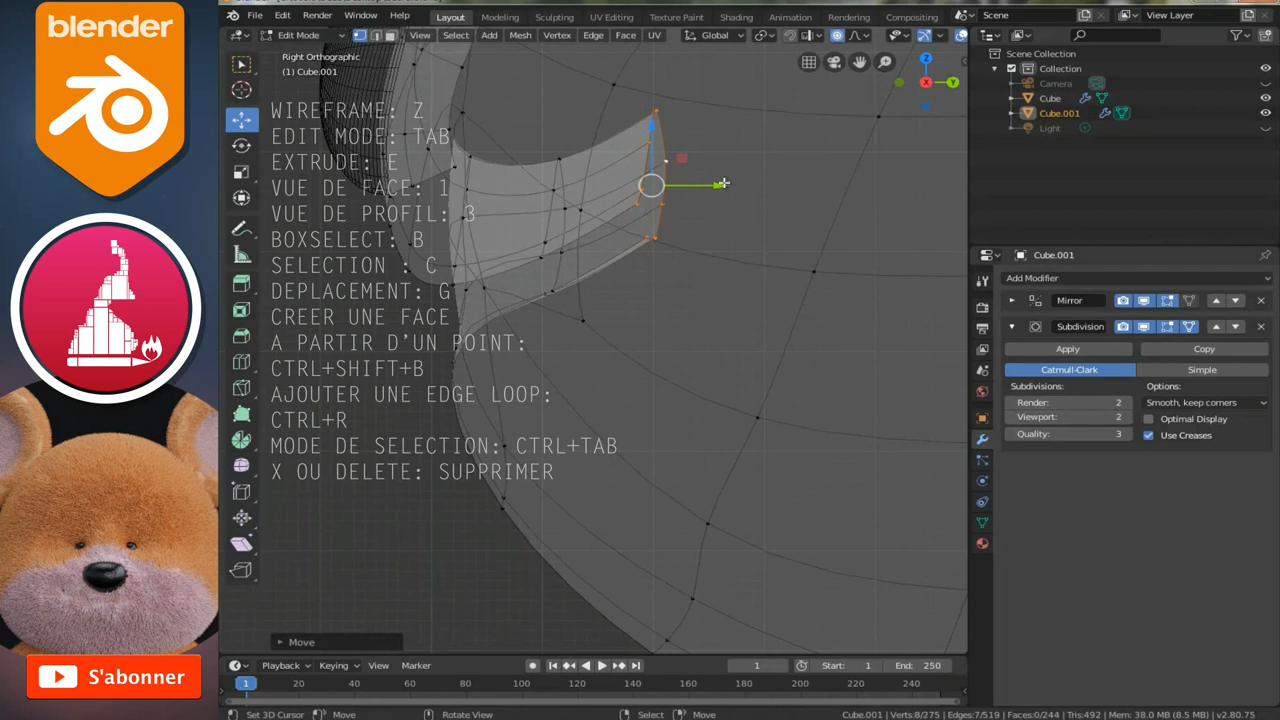 blender
S'abonner
File Edit Render Window Help Layout Modeling Sculpting UV Editing Texture Paint Shading Animation Rendering Compositing Scene View Layer
Edit Mode View Select Add Mesh Vertex Edge Face UV Global
Right Orthographic
(1) Cube.001
WIREFRAME: Z
EDIT MODE: TAB
EXTRUDE: E
VUE DE FACE: 1
VUE DE PROFIL: 3
BOXSELECT: B
SELECTION : C
DEPLACEMENT: G
CREER UNE FACE
A PARTIR D'UN POINT:
CTRL+SHIFT+B
AJOUTER UNE EDGE LOOP:
CTRL+R
MODE DE SELECTION: CTRL+TAB
X OU DELETE: SUPPRIMER
Z
Y
X
Move
Scene Collection
Collection
Camera
Cube
Cube.001
Light
Cube.001
Add Modifier
Mirror
Subdivision
Apply Copy
Catmull-Clark Simple
Subdivisions: Options:
Render: 2 Smooth, keep corners
Viewport: 2 Optimal Display
Quality: 3 Use Creases
Playback Keying View Marker 1 Start: 1 End: 250
1 20 40 60 80 100 120 140 160 180 200 220 240
Set 3D Cursor Move Rotate View Select Move Cube.001 | Verts:8/275 | Edges:7/519 | Faces:0/244 | Tris:492 | Mem: 38.0 MB (8.5 MB) | v2.80.75